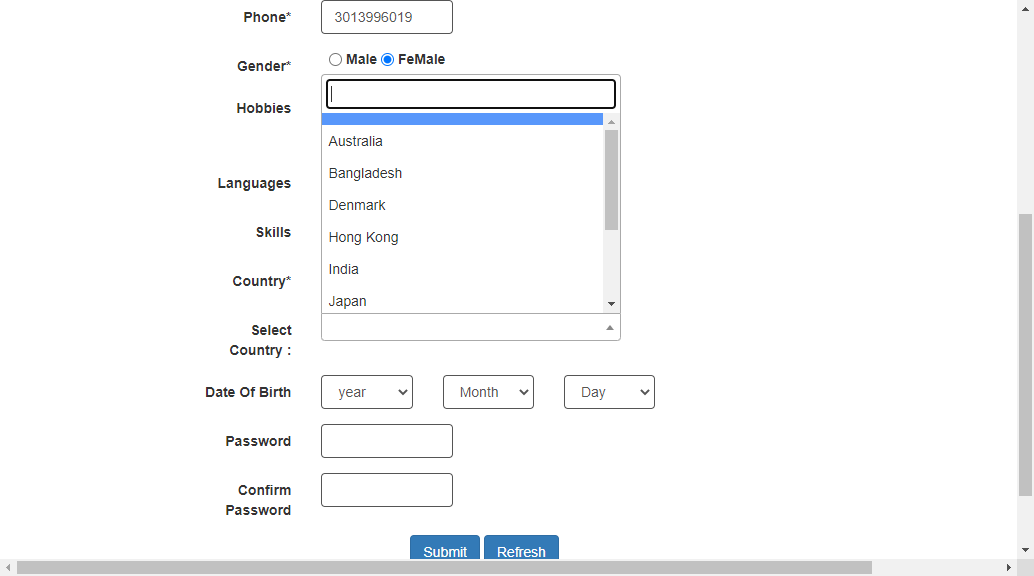 Phone*
3013996019
Gender*
Male FeMale
Hobbies
Australia
Bangladesh
Languages
Denmark
Skills
Hong Kong
India
Country*
Japan
Select
Country :
Date Of Birth
year Month Day
Password
Confirm
Password
Submit Refresh